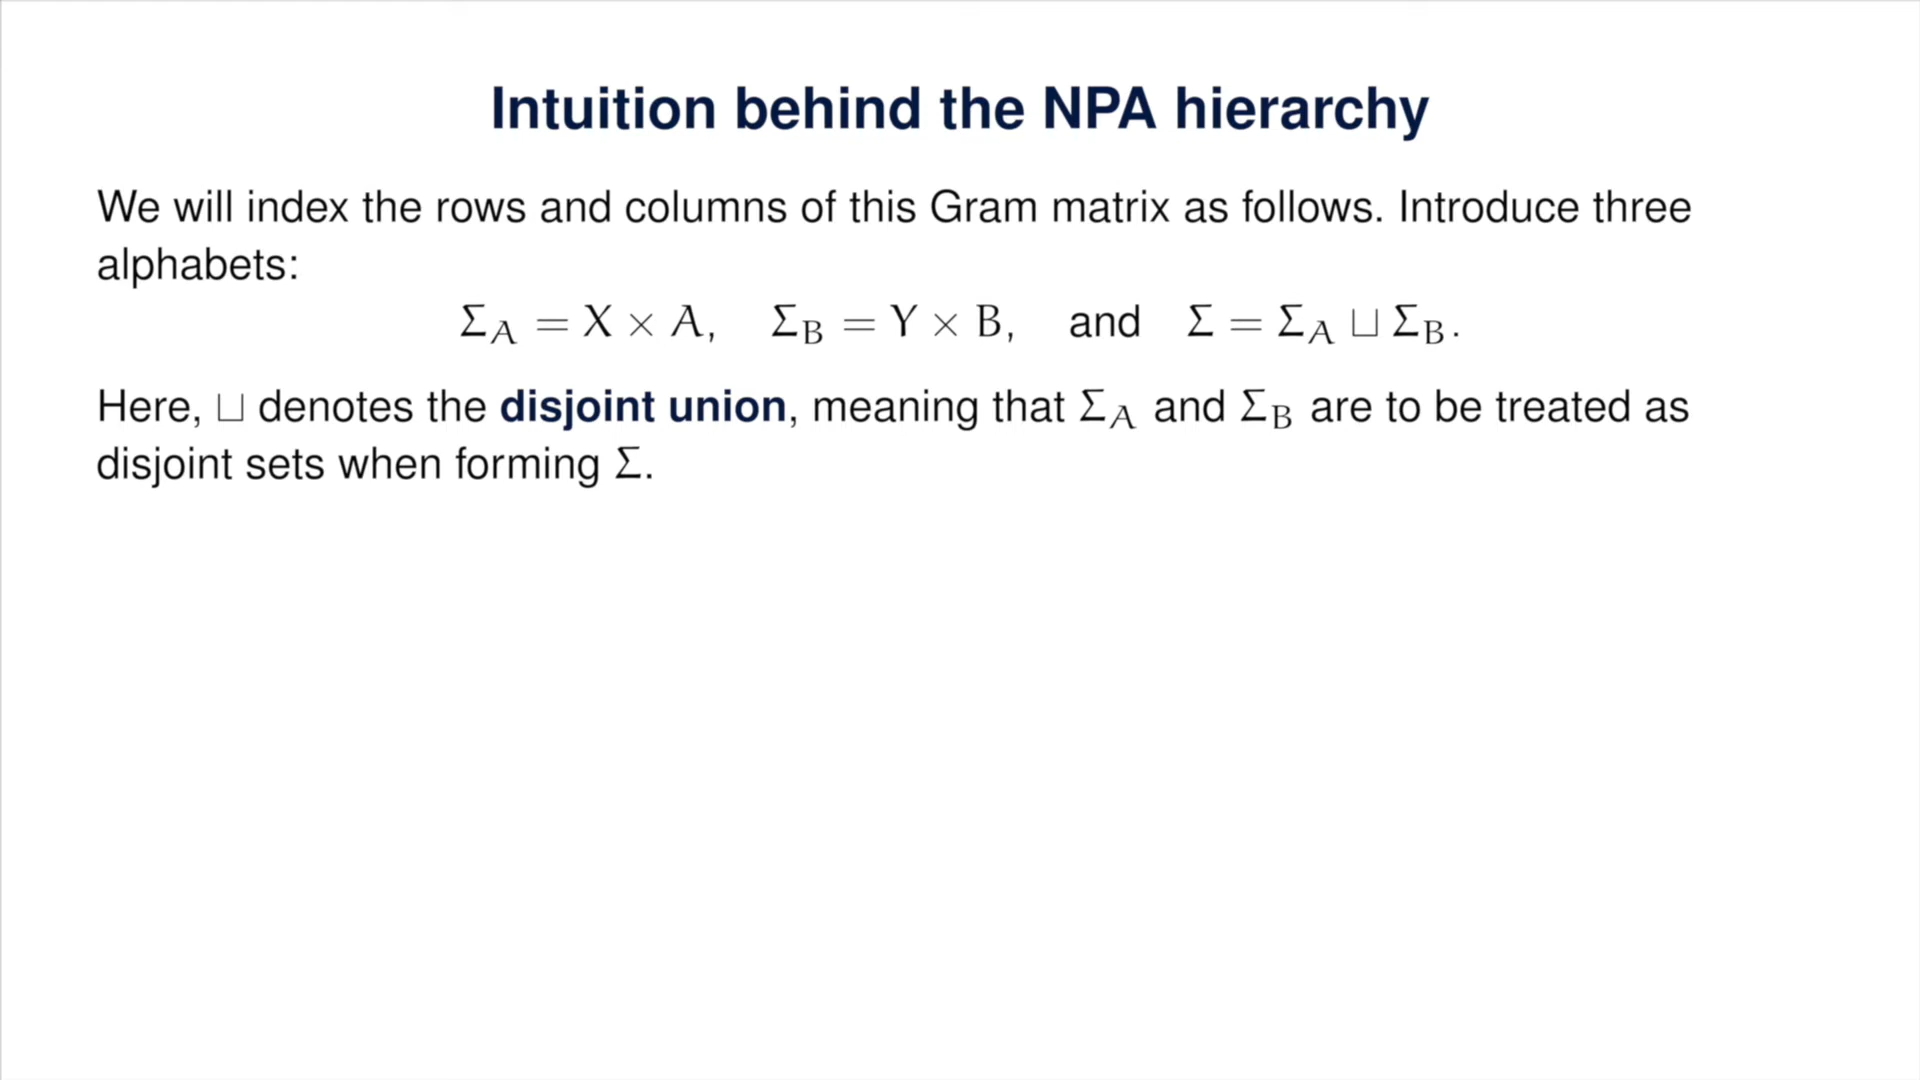 Intuition behind the NPA hierarchy
We will index the rows and columns of this Gram matrix as follows. Introduce three
alphabets:
Σ_A = X × A, Σ_B = Y × B, and Σ = Σ_A ⊔ Σ_B.
Here, ⊔ denotes the disjoint union, meaning that Σ_A and Σ_B are to be treated as
disjoint sets when forming Σ.